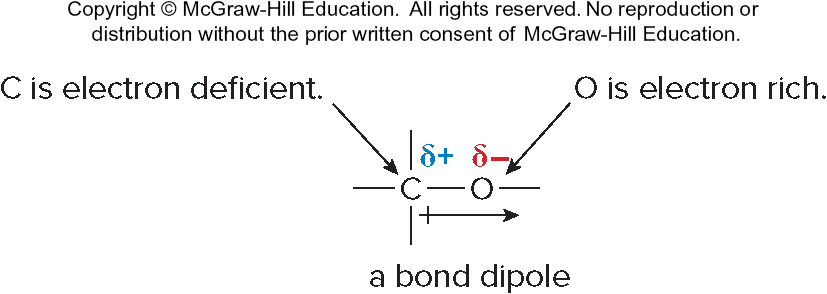 Copyright © McGraw-Hill Education.  All rights reserved. No reproduction or
distribution without the prior written consent of McGraw-Hill Education.
C is electron deficient.
O is electron rich.
δ+ δ−
C O
a bond dipole